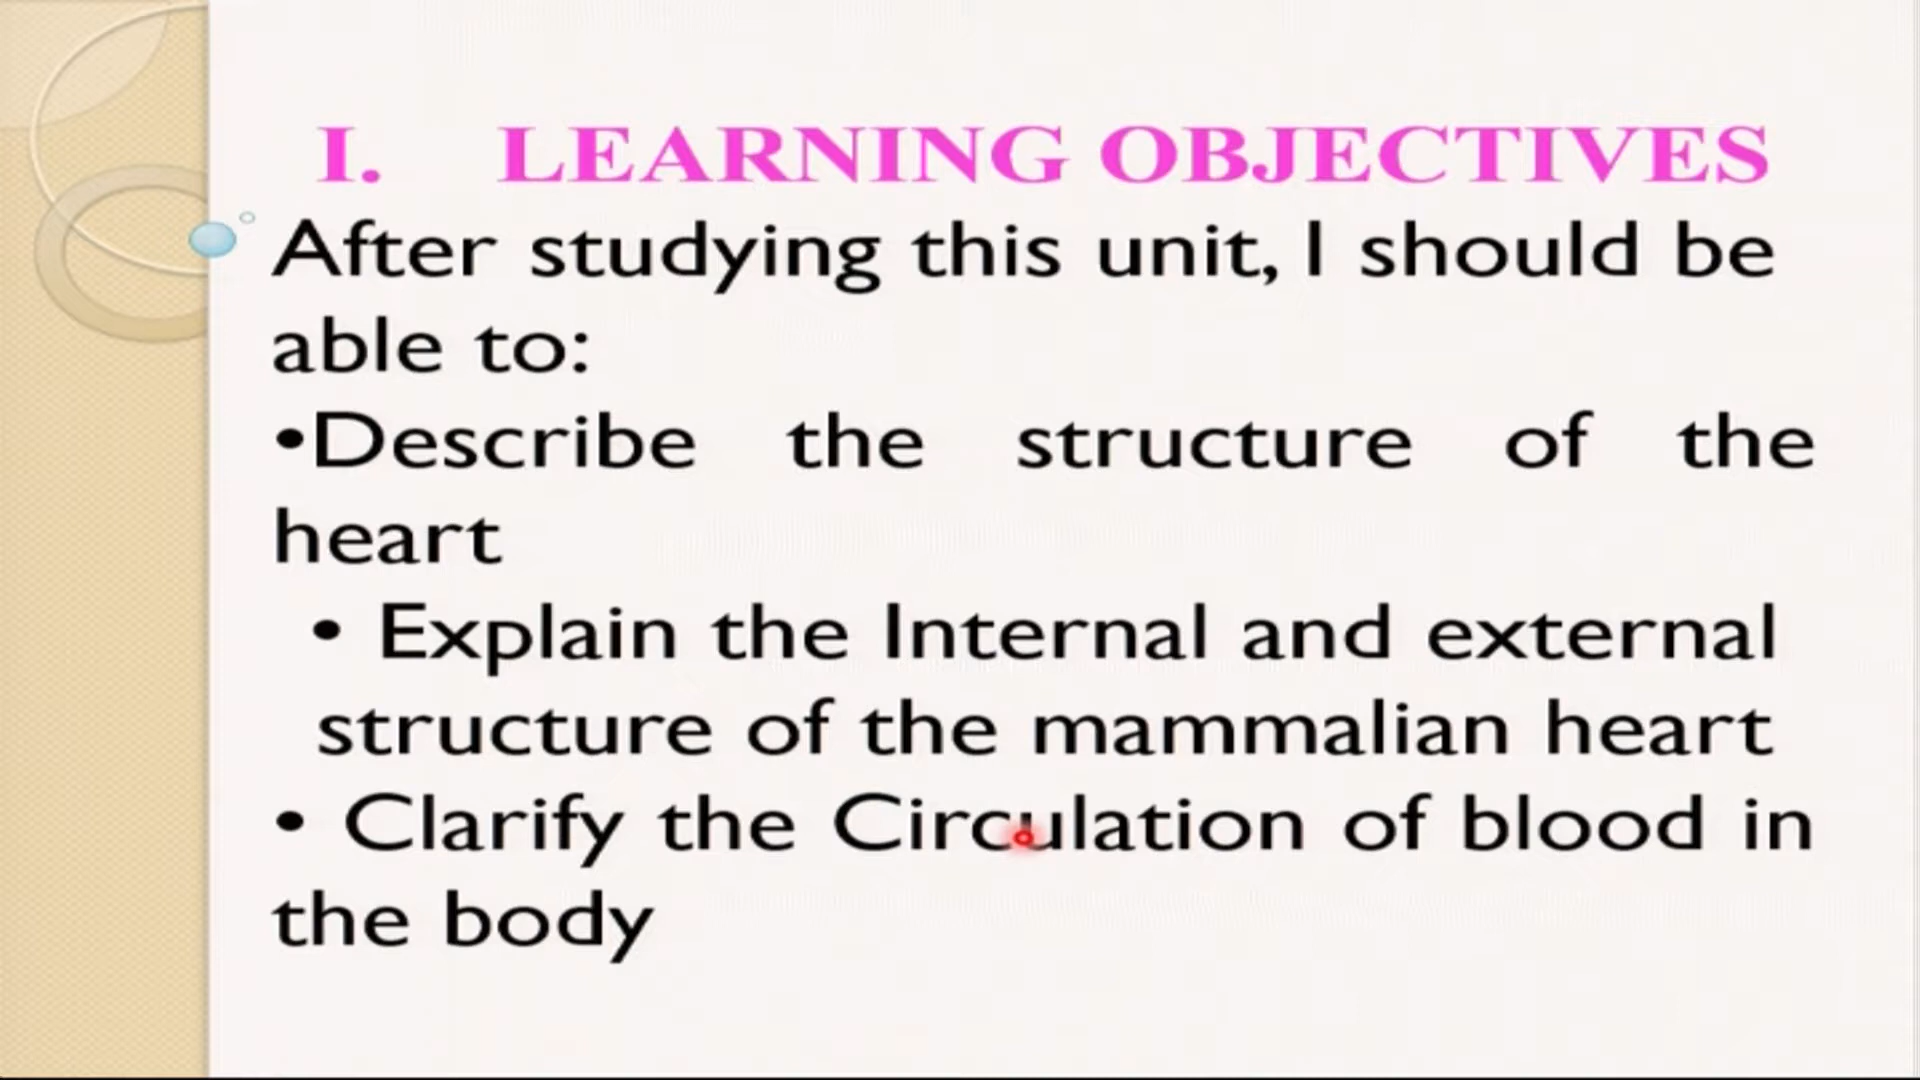 I. LEARNING OBJECTIVES
After studying this unit, I should be
able to:
•Describe the structure of the
heart
• Explain the Internal and external
structure of the mammalian heart
• Clarify the Circulation of blood in
the body